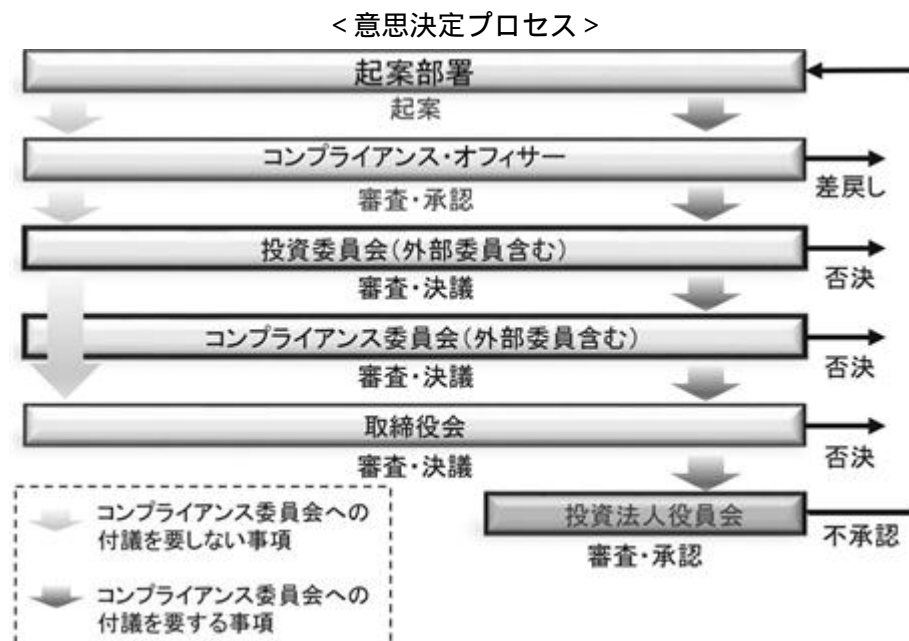 <意思決定プロセス>
起案部署
起案
コンプライアンス・オフィサー
差戻し
審査・承認
投資委員会(外部委員含む)
否決
審査・決議
コンプライアンス委員会(外部委員含む)
否決
審査・決議
取締役会
否決
審査・決議
投資法人役員会
不承認
審査・承認
コンプライアンス委員会への
付議を要しない事項
コンプライアンス委員会への
付議を要する事項